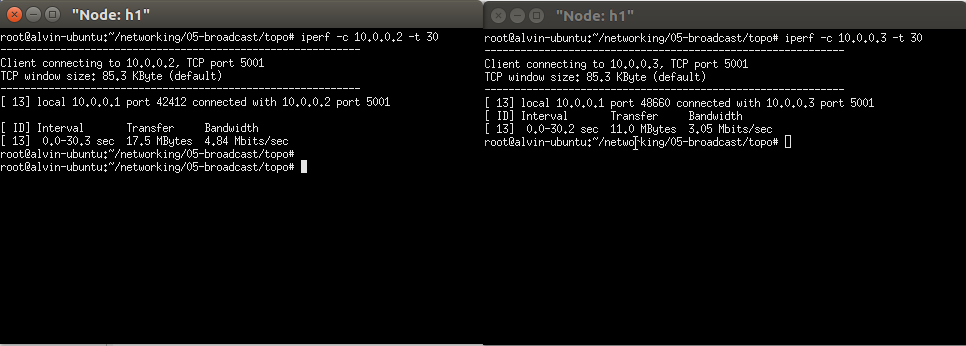 "Node: h1"
root@alvin-ubuntu:~/networking/05-broadcast/topo# iperf -c 10.0.0.2 -t 30
------------------------------------------------------------
Client connecting to 10.0.0.2, TCP port 5001
TCP window size: 85.3 KByte (default)
------------------------------------------------------------
[ 13] local 10.0.0.1 port 42412 connected with 10.0.0.2 port 5001

[ ID] Interval       Transfer     Bandwidth
[ 13]  0.0-30.3 sec  17.5 MBytes  4.84 Mbits/sec
root@alvin-ubuntu:~/networking/05-broadcast/topo#
root@alvin-ubuntu:~/networking/05-broadcast/topo#
"Node: h1"
root@alvin-ubuntu:~/networking/05-broadcast/topo# iperf -c 10.0.0.3 -t 30
------------------------------------------------------------
Client connecting to 10.0.0.3, TCP port 5001
TCP window size: 85.3 KByte (default)
------------------------------------------------------------
[ 13] local 10.0.0.1 port 48660 connected with 10.0.0.3 port 5001
[ ID] Interval       Transfer     Bandwidth
[ 13]  0.0-30.2 sec  11.0 MBytes  3.05 Mbits/sec
root@alvin-ubuntu:~/networking/05-broadcast/topo#